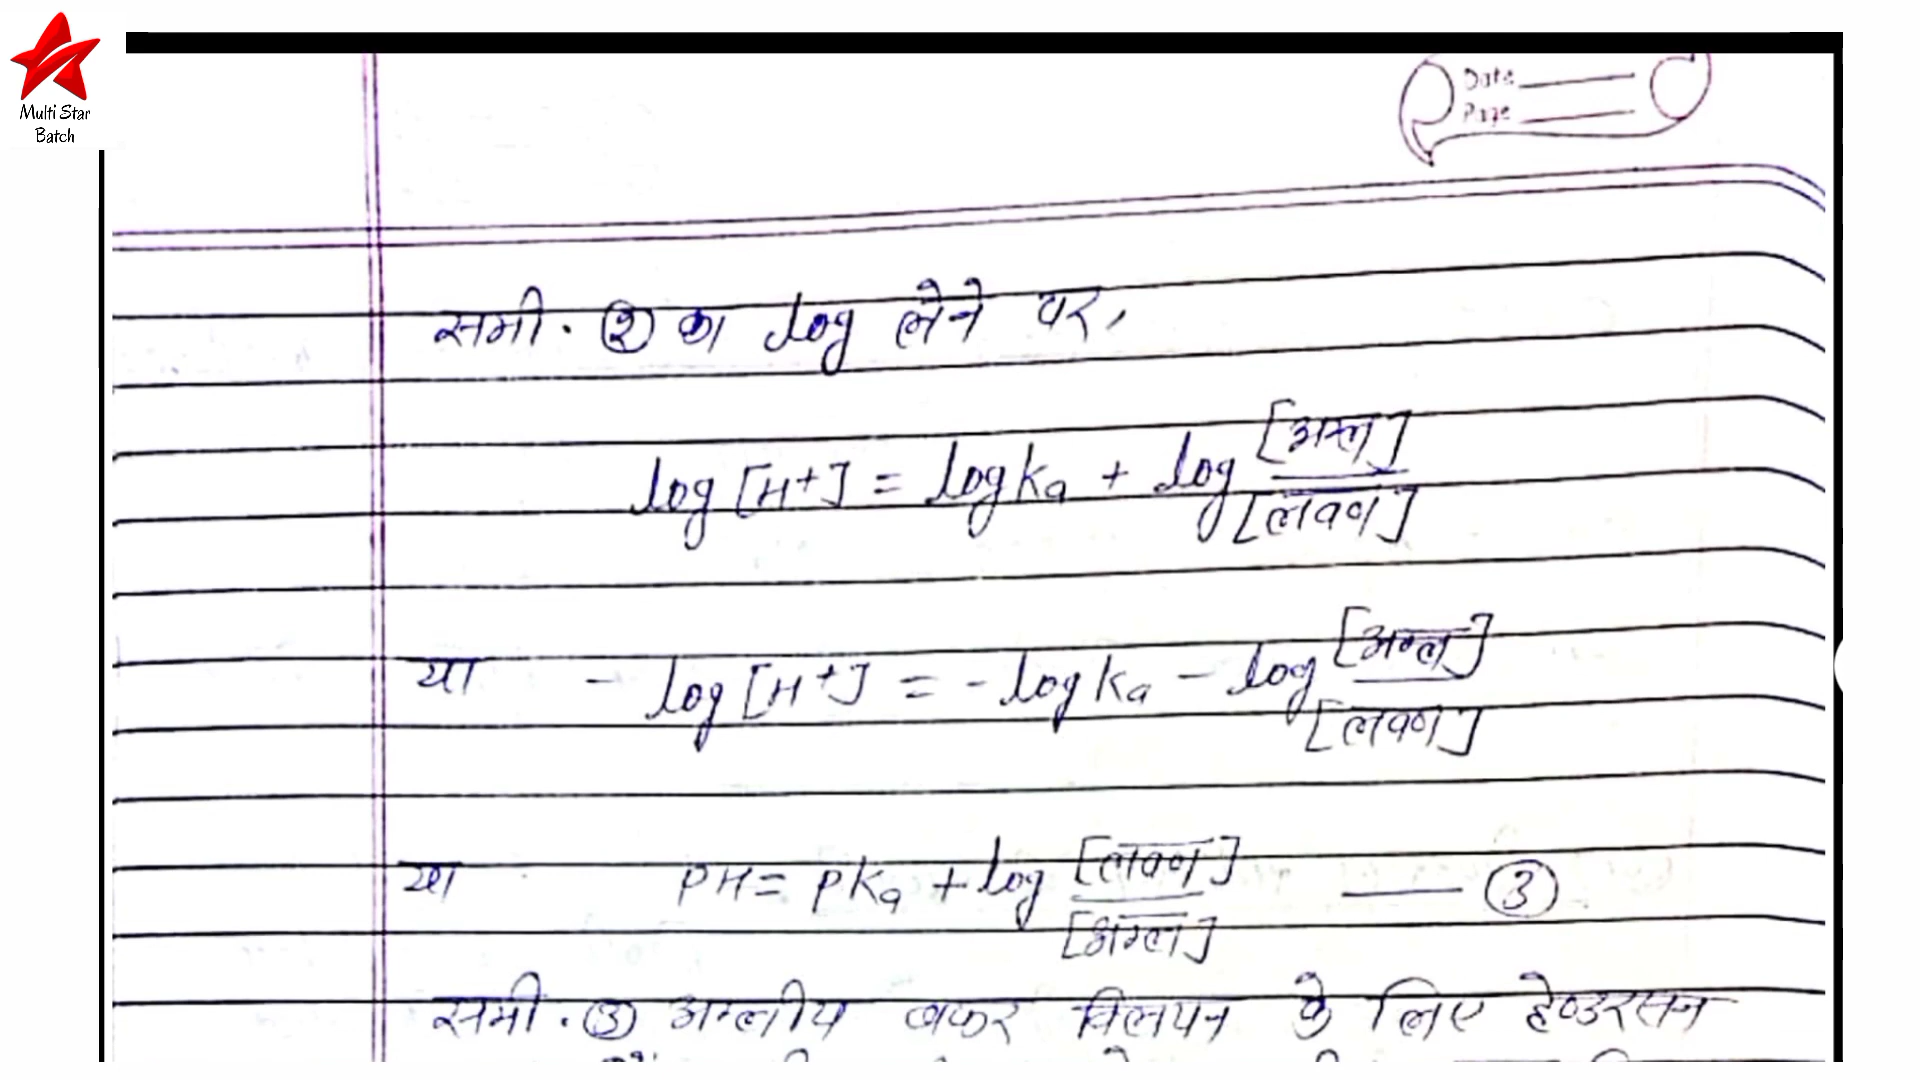 Multi Star
Batch
Date
Page
समी. (2) का log लेने पर,
log [H+] = log Ka + log [अम्ल] / [लवण]
या - log [H+] = - log Ka - log [अम्ल] / [लवण]
या PH = PKa + log [लवण] / [अम्ल] — (3)
समी. (3) अम्लीय बफर विलयन के लिए हेण्डरसन